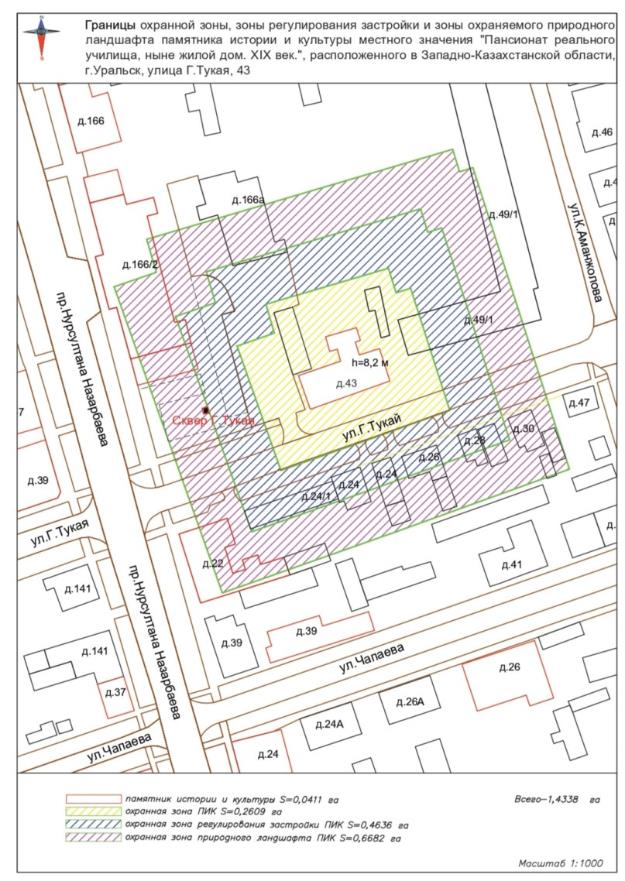 Границы охранной зоны, зоны регулирования застройки и зоны охраняемого природного
ландшафта памятника истории и культуры местного значения "Пансионат реального
училища, ныне жилой дом. XIX век.", расположенного в Западно-Казахстанской области,
г.Уральск, улица Г.Тукая, 43
д.166
д.46
д.166а
д.49/1
ул.К.Аманжолова
д.166/2
пр.Нурсултана Назарбаева
д.49/1
h=8,2 м
д.43
д.47
Сквер Г.Тукая
ул.Г.Тукай
д.30
д.28
д.26
д.39
д.24
д.24
д.24/1
ул.Г.Тукая
д.22
д.41
д.141
пр.Нурсултана Назарбаева
д.39
д.39
д.141
ул.Чапаева
д.26
д.37
д.26А
д.24А
ул.Чапаева
д.24
памятник истории и культуры S=0,0411 га
Всего-1,4338 га
охранная зона ПИК S=0,2609 га
охранная зона регулирования застройки ПИК S=0,4636 га
охранная зона природного ландшафта ПИК S=0,6682 га
Масштаб 1:1000